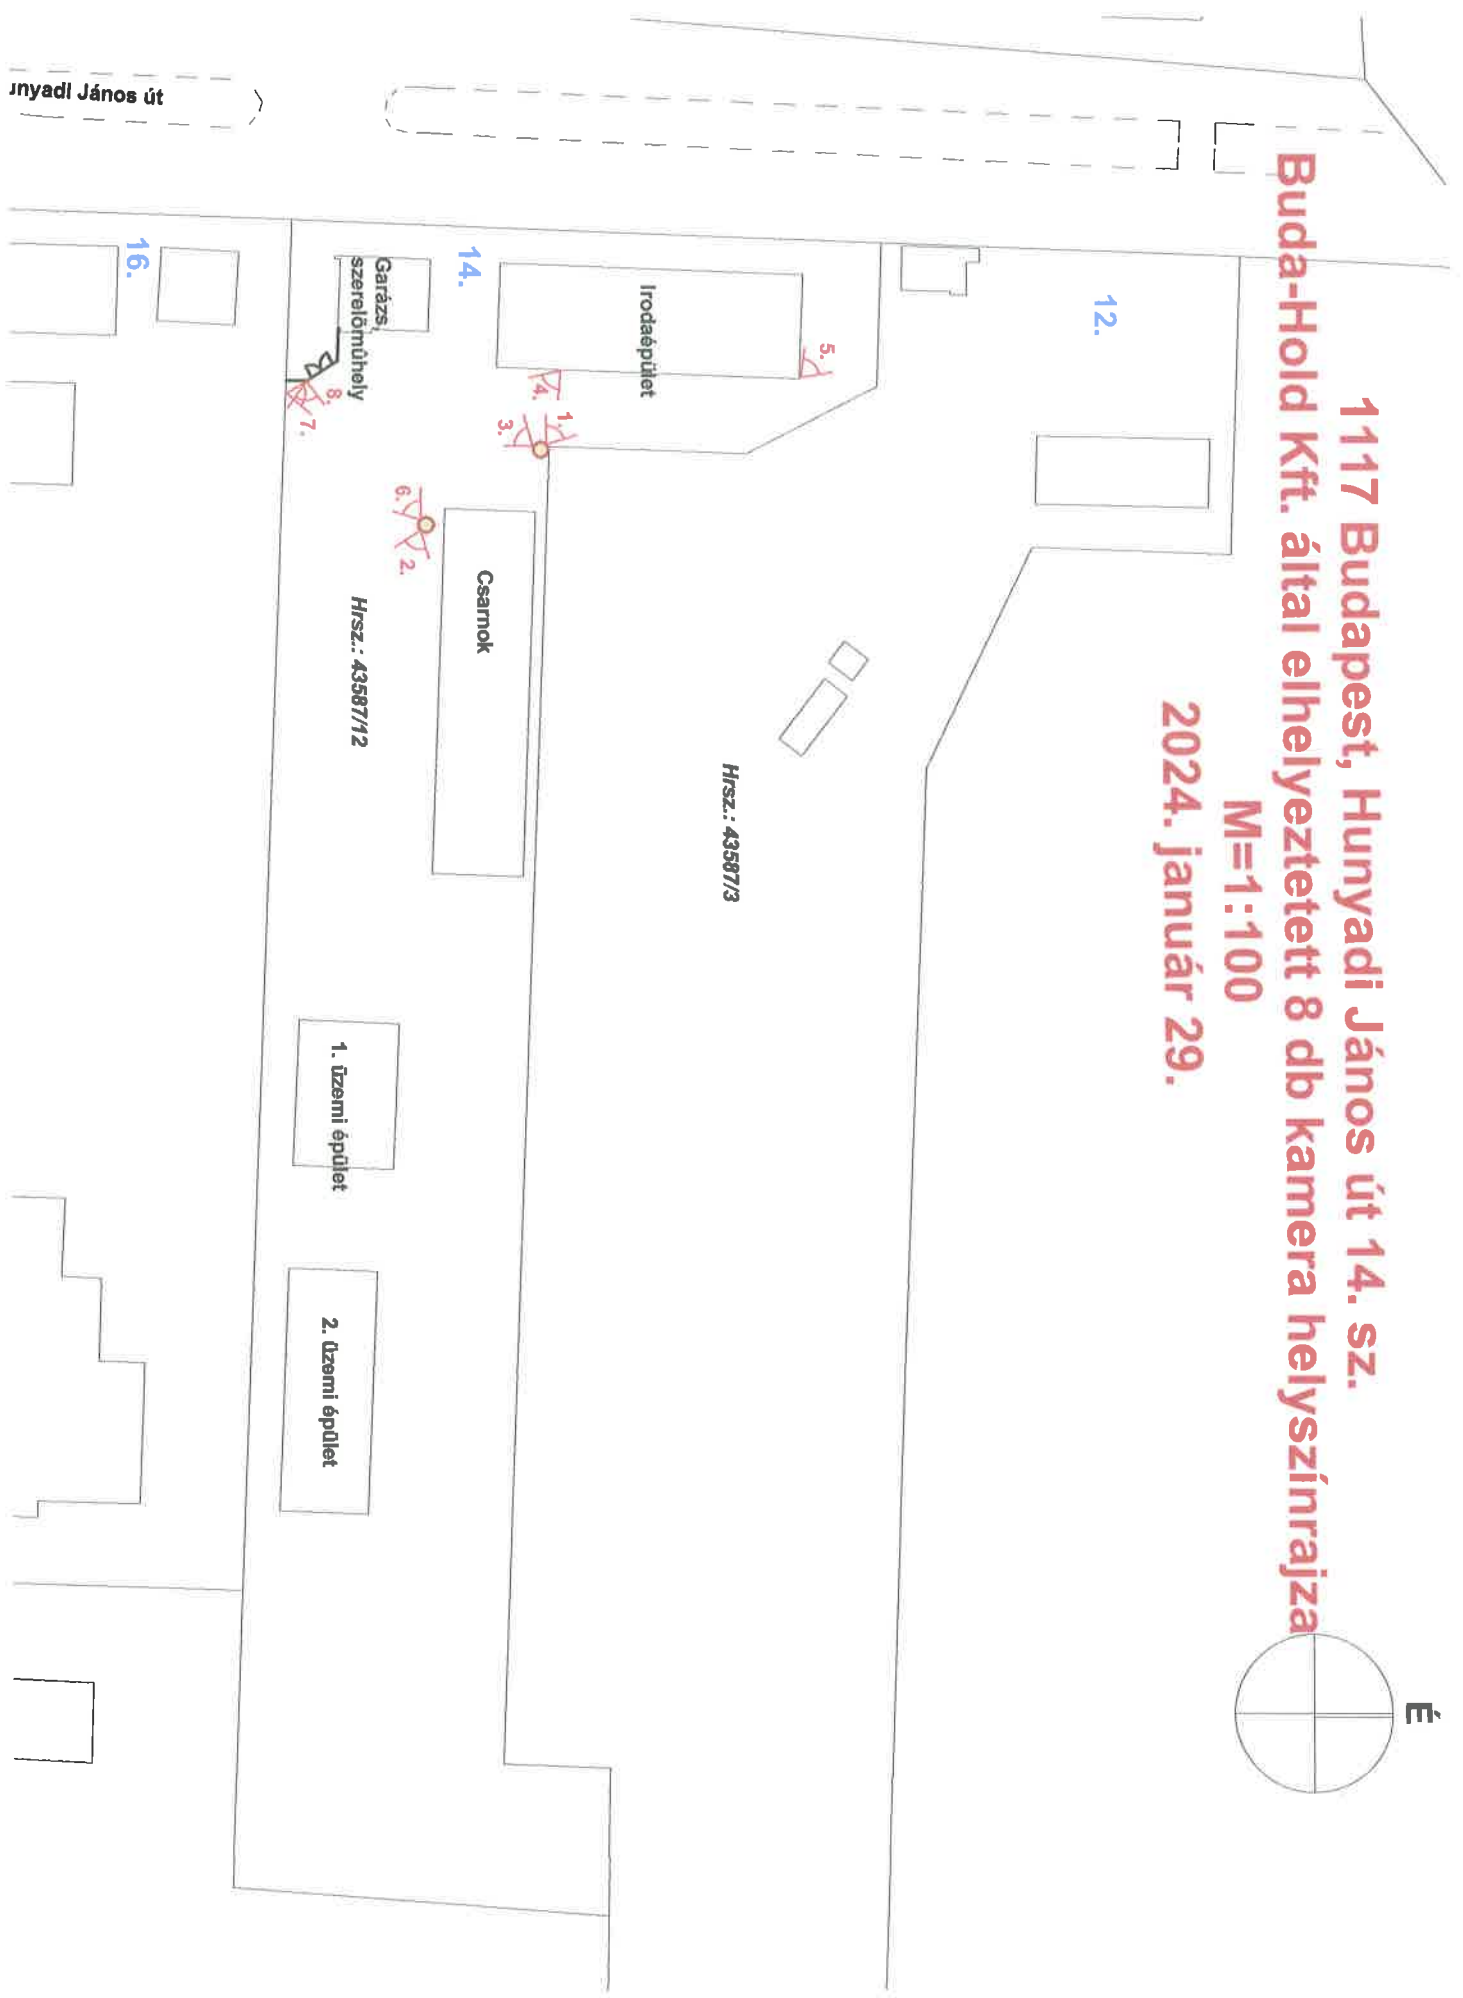 1117 Budapest, Hunyadi János út 14. sz.
Buda-Hold Kft. által elhelyeztetett 8 db kamera helyszínrajza
M=1:100
2024. január 29.
É
12.
5.
Irodaépület
Hrsz.: 43587/3
1.
4.
3.
14.
Csarnok
Garázs,
szerelőműhely
6.
2.
8.
7.
Hrsz.: 43587/12
1. üzemi épület
2. üzemi épület
16.
unyadi János út